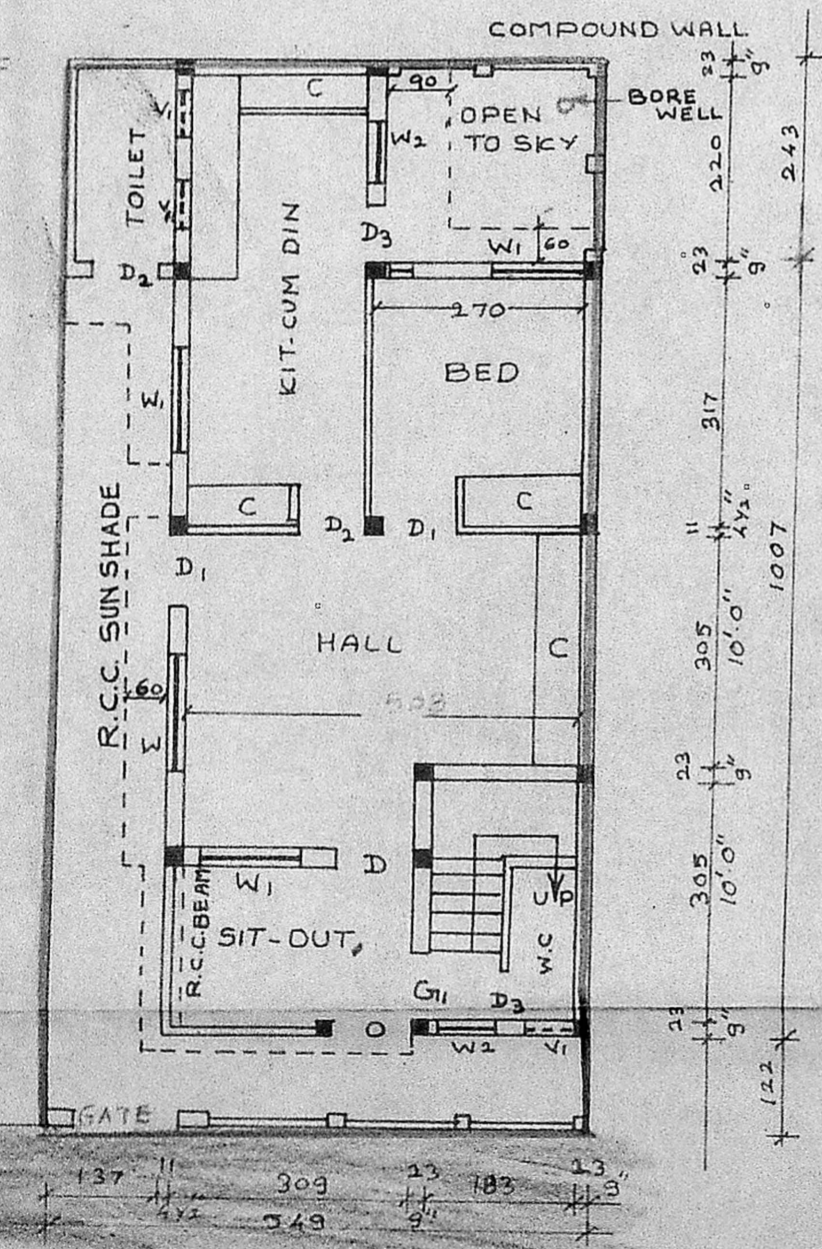 COMPOUND WALL
C
90
OPEN
TO SKY
BORE
WELL
V1
TOILET
V1
W2
D3
W1
60
D2
KIT-CUM DIN
270
BED
W1
C
D2
D1
C
R.C.C. SUNSHADE
D1
HALL
C
60
W
W1
D
R.C.C. BEAM
SIT-OUT
UP
W.C
G1
D3
O
W2
V1
GATE
23
9"
220
243
23
9"
317
11
4½"
1007
305
10'-0"
23
9"
305
10'-0"
23
9"
122
137
11
309
23
183
23
4½"
9"
9"
549